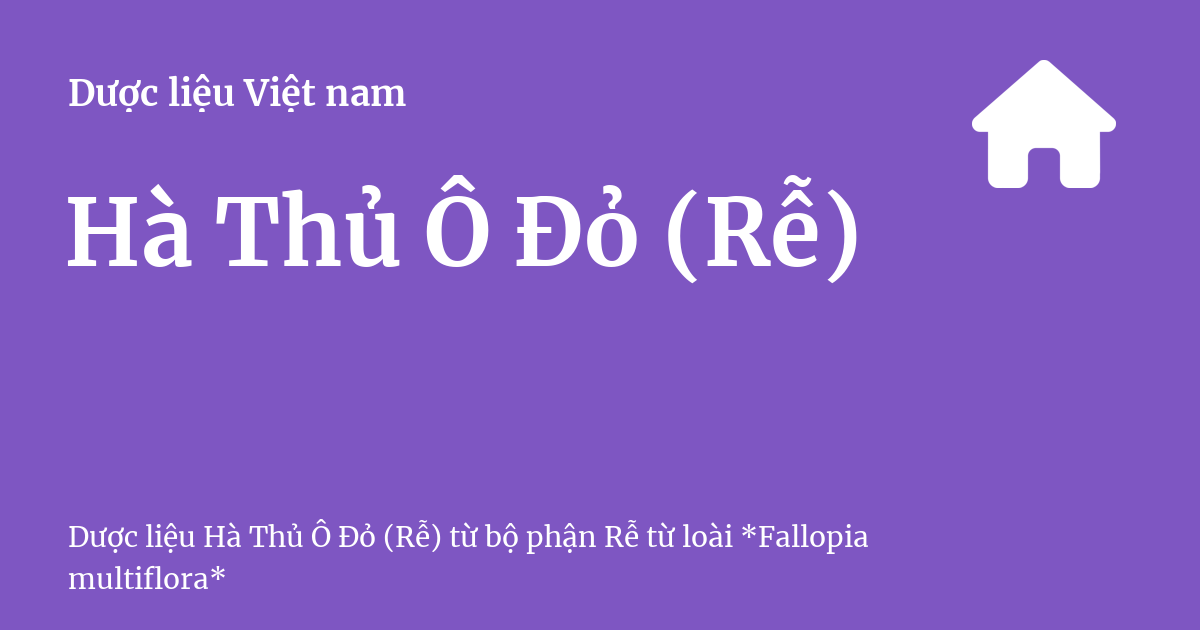 Dược liệu Việt nam
Hà Thủ Ô Đỏ (Rễ)
Dược liệu Hà Thủ Ô Đỏ (Rễ) từ bộ phận Rễ từ loài *Fallopia
multiflora*